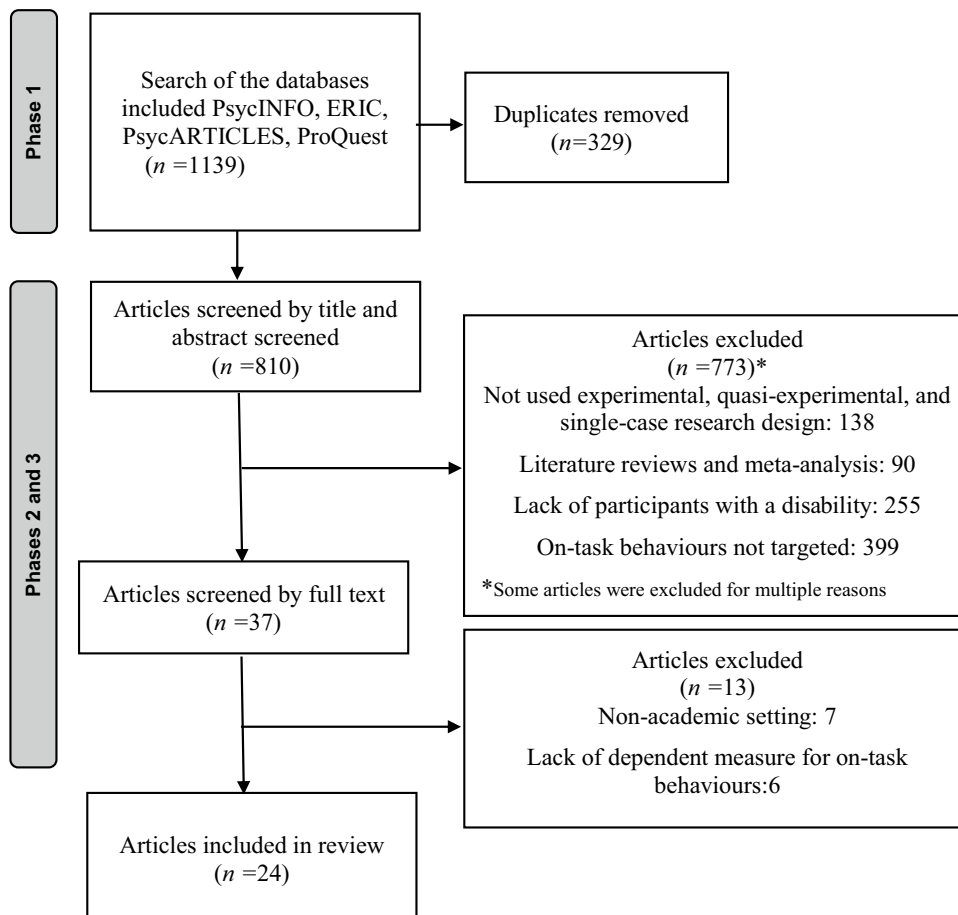 Phase 1
Search of the databases
included PsycINFO, ERIC,
PsycARTICLES, ProQuest
(n =1139)
Duplicates removed
(n=329)
Phases 2 and 3
Articles screened by title and
abstract screened
(n =810)
Articles excluded
(n =773)*
Not used experimental, quasi-experimental, and
single-case research design: 138
Literature reviews and meta-analysis: 90
Lack of participants with a disability: 255
On-task behaviours not targeted: 399
*Some articles were excluded for multiple reasons
Articles screened by full text
(n =37)
Articles excluded
(n =13)
Non-academic setting: 7
Lack of dependent measure for on-task
behaviours:6
Articles included in review
(n =24)